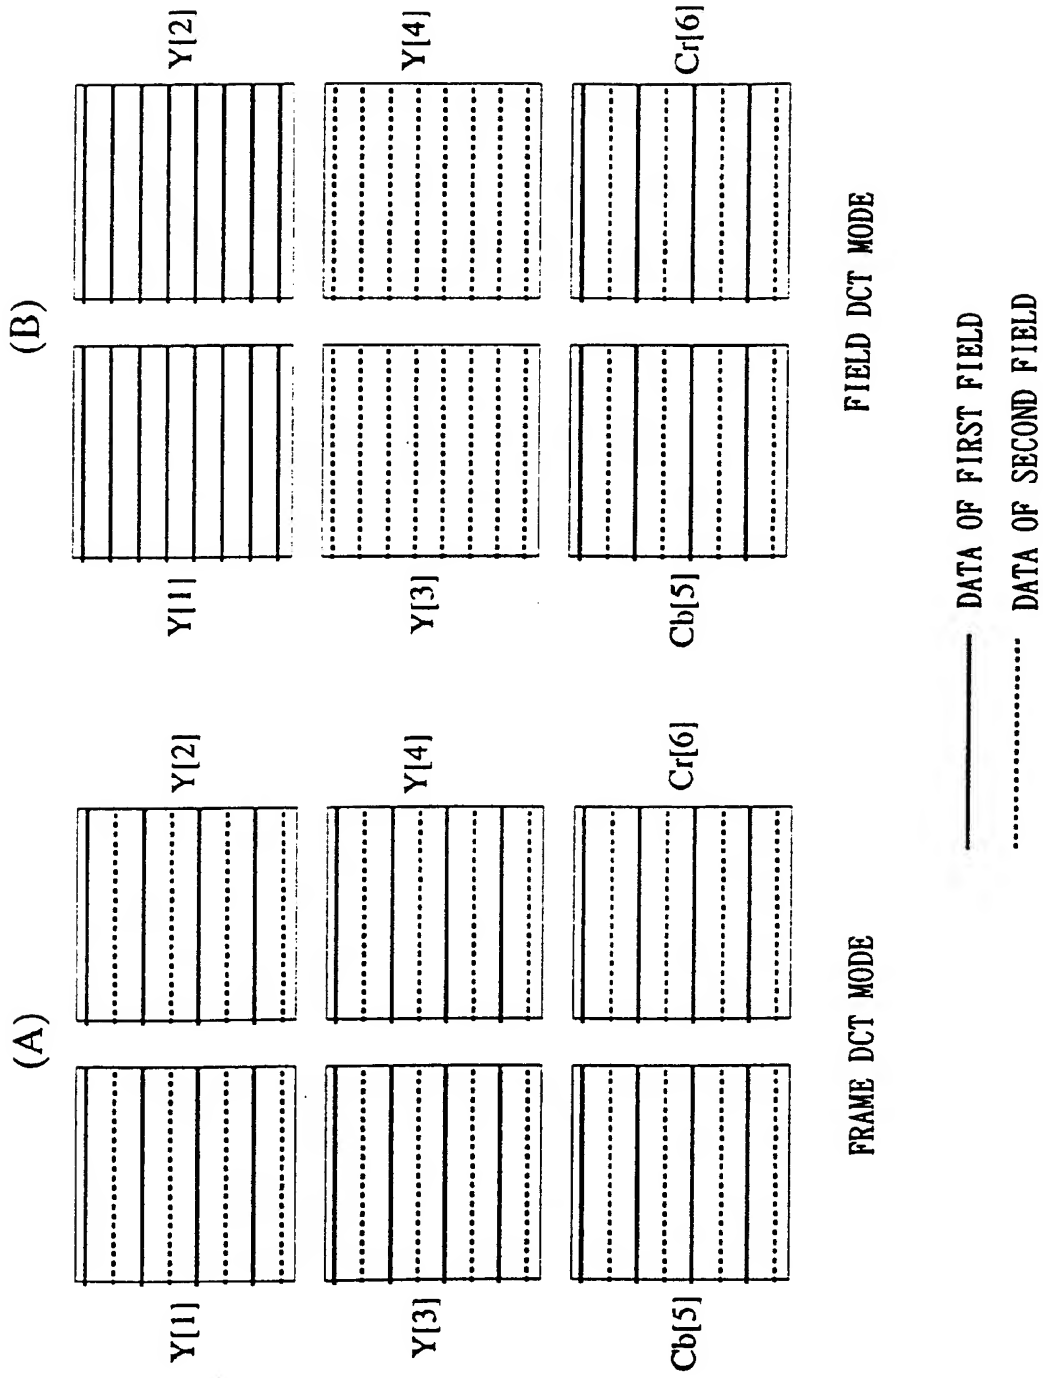 (A)
Y[1]
Y[2]
Y[3]
Y[4]
Cb[5]
Cr[6]
FRAME DCT MODE
(B)
Y[1]
Y[2]
Y[3]
Y[4]
Cb[5]
Cr[6]
FIELD DCT MODE
DATA OF FIRST FIELD
DATA OF SECOND FIELD